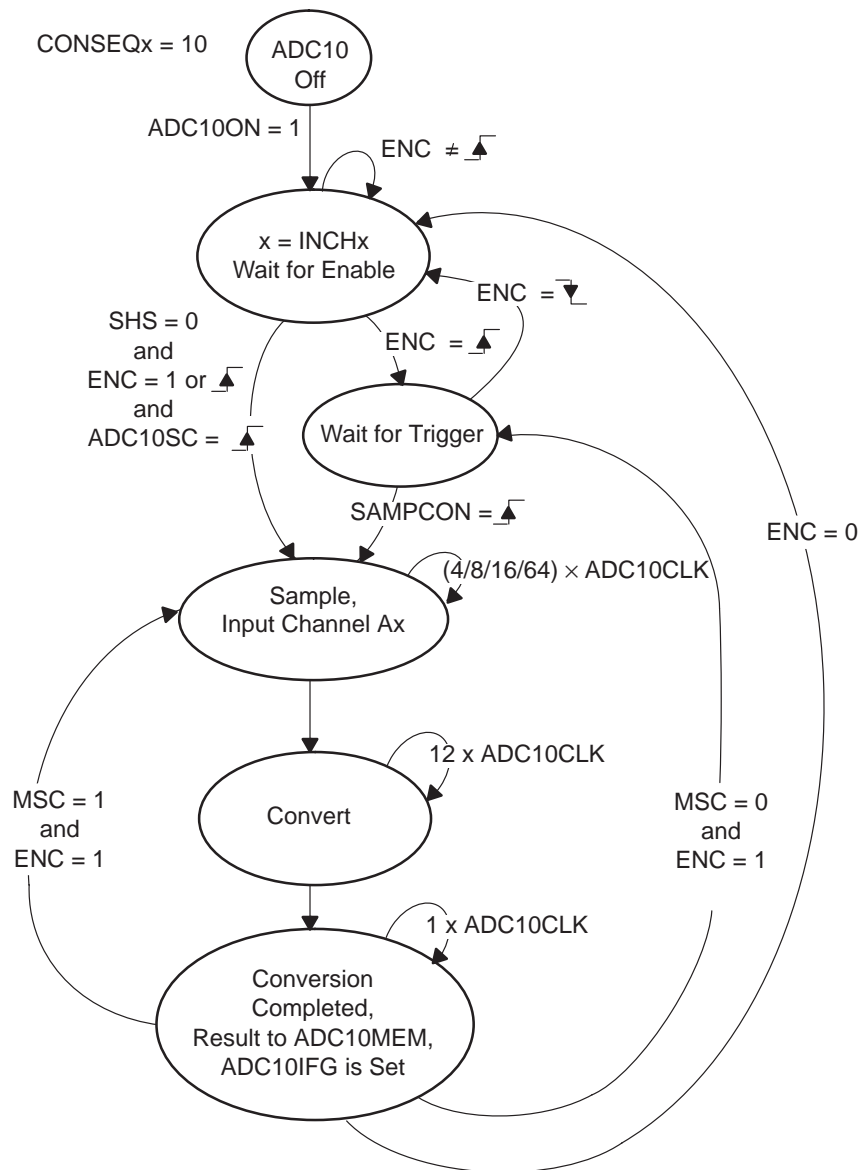 CONSEQx = 10
ADC10
Off
ADC10ON = 1
ENC ≠
x = INCHx
Wait for Enable
ENC =
SHS = 0
and
ENC = 1 or
and
ADC10SC =
ENC =
Wait for Trigger
SAMPCON =
ENC = 0
(4/8/16/64) × ADC10CLK
Sample,
Input Channel Ax
12 x ADC10CLK
Convert
MSC = 1
and
ENC = 1
MSC = 0
and
ENC = 1
1 x ADC10CLK
Conversion
Completed,
Result to ADC10MEM,
ADC10IFG is Set